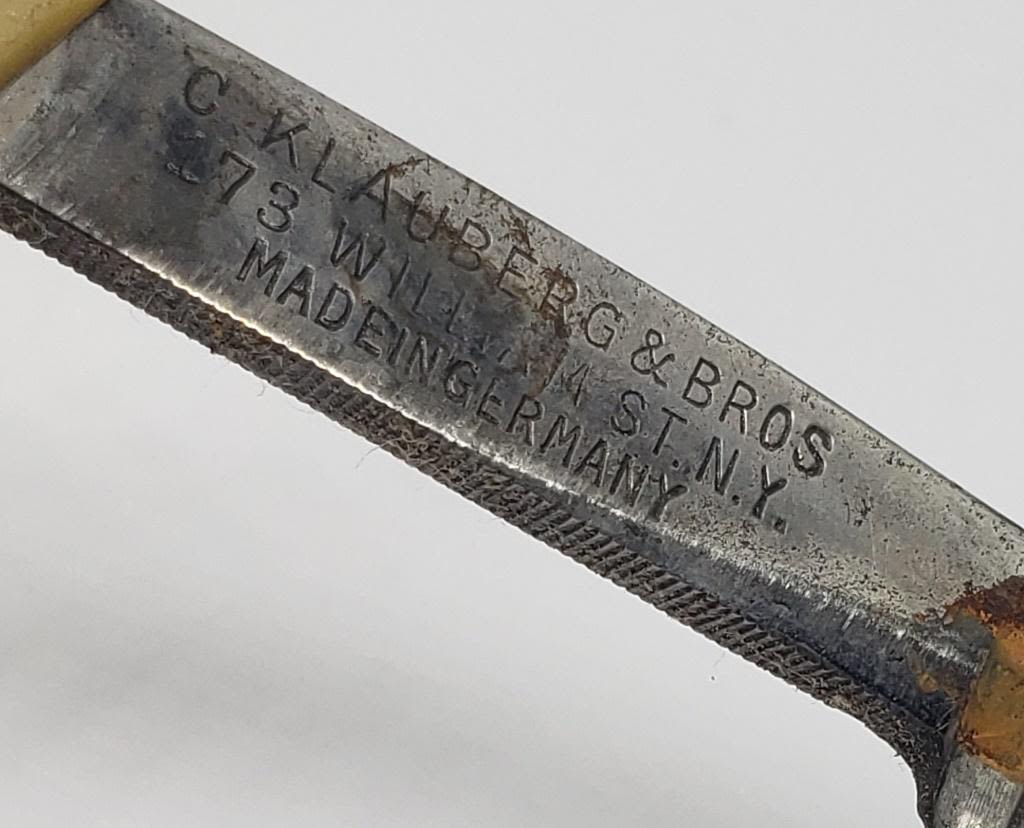 C KLAUBERG & BROS
173 WILLIAM ST. N.Y.
MADE IN GERMANY